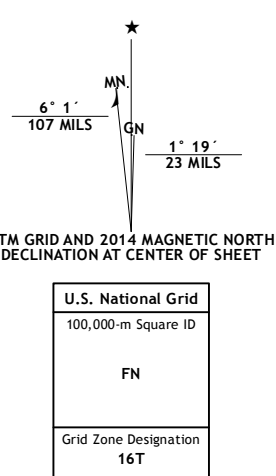 ★
MN.
6° 1´
107 MILS
GN
1° 19´
23 MILS
TM GRID AND 2014 MAGNETIC NORTH
DECLINATION AT CENTER OF SHEET
U.S. National Grid
100,000-m Square ID
FN
Grid Zone Designation
16T